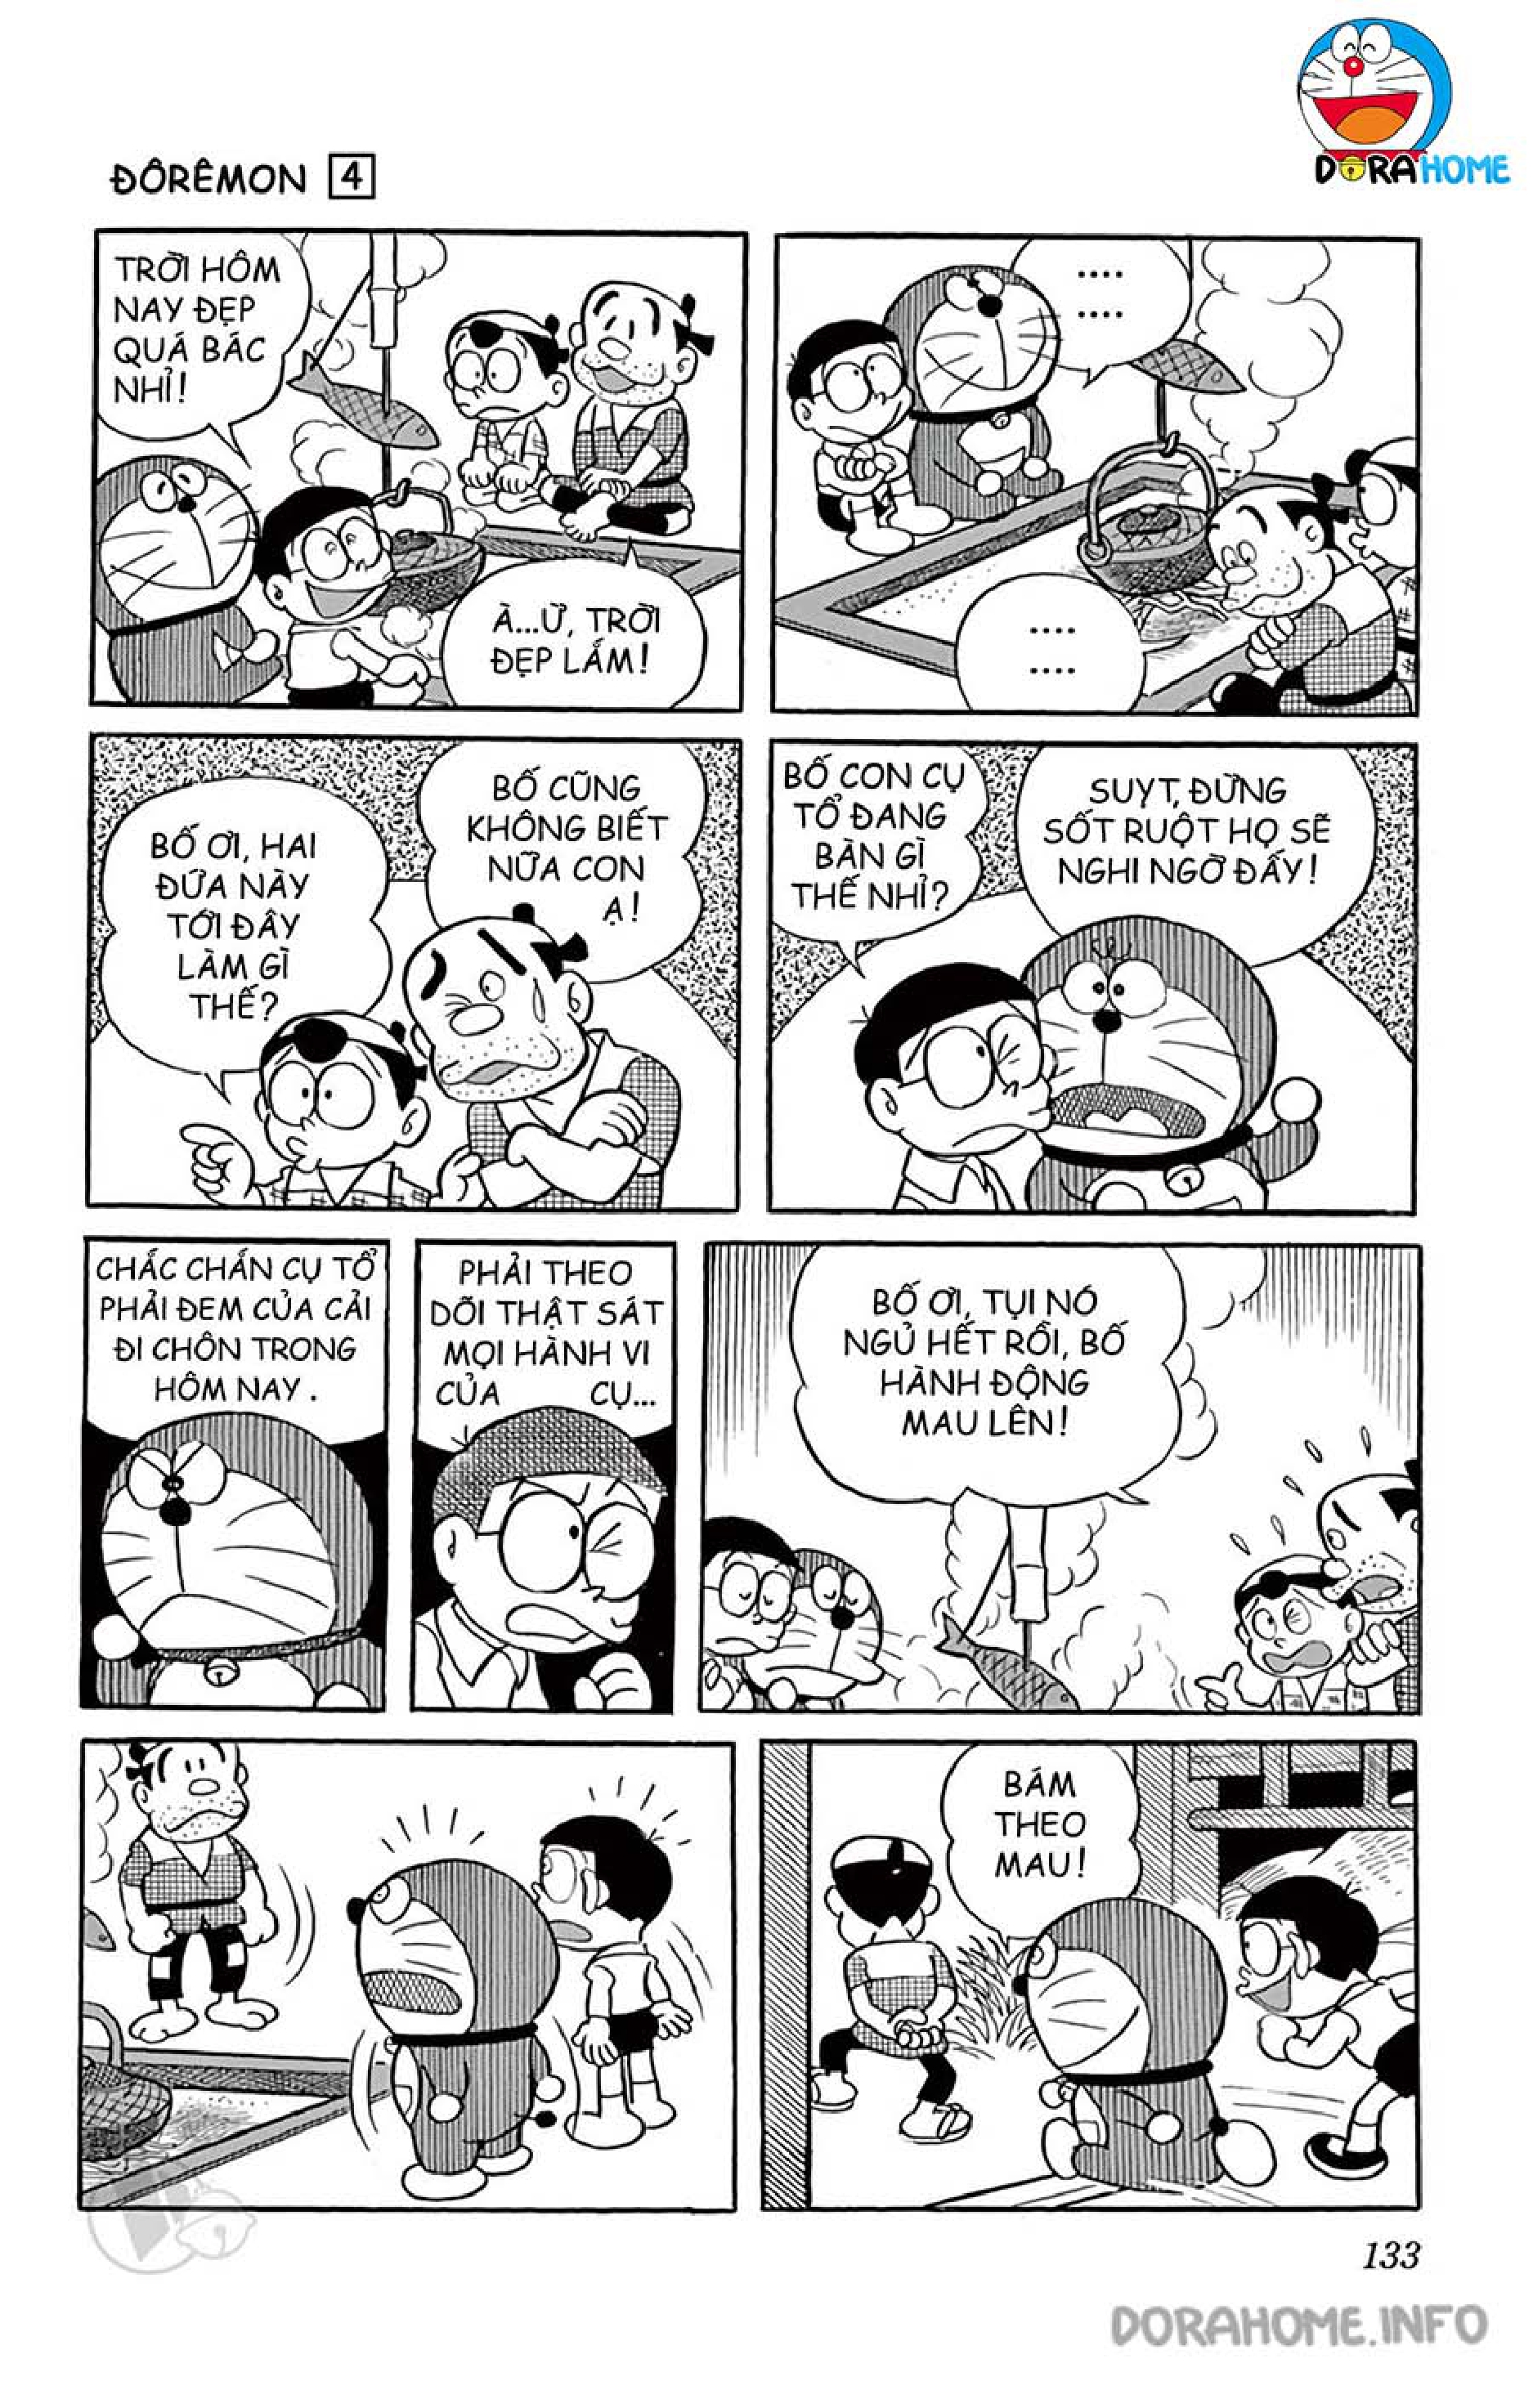 DORAHOME
ĐÔRÊMON 4
TRỜI HÔM
NAY ĐẸP
QUÁ BÁC
NHỈ!
À...Ừ, TRỜI
ĐẸP LẮM!
....
....
....
....
BỐ ƠI, HAI
ĐỨA NÀY
TỚI ĐÂY
LÀM GÌ
THẾ?
BỐ CŨNG
KHÔNG BIẾT
NỮA CON
Ạ!
BỐ CON CỤ
TỔ ĐANG
BÀN GÌ
THẾ NHỈ?
SUỴT, ĐỪNG
SỐT RUỘT HỌ SẼ
NGHI NGỜ ĐẤY!
CHẮC CHẮN CỤ TỔ
PHẢI ĐEM CỦA CẢI
ĐI CHÔN TRONG
HÔM NAY.
PHẢI THEO
DÕI THẬT SÁT
MỌI HÀNH VI
CỦA CỤ...
BỐ ƠI, TỤI NÓ
NGỦ HẾT RỒI, BỐ
HÀNH ĐỘNG
MAU LÊN!
BÁM
THEO
MAU!
133
DORAHOME.INFO